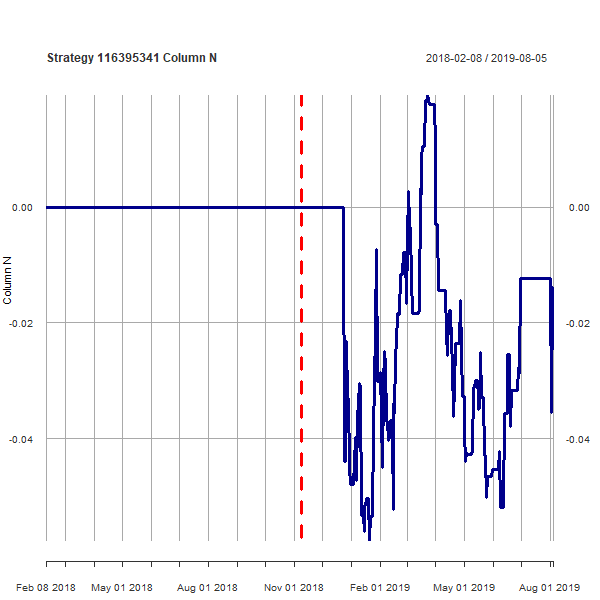 Strategy 116395341 Column N
2018-02-08 / 2019-08-05
0.00
0.00
Column N
-0.02
-0.02
-0.04
-0.04
Feb 08 2018
May 01 2018
Aug 01 2018
Nov 01 2018
Feb 01 2019
May 01 2019
Aug 01 2019